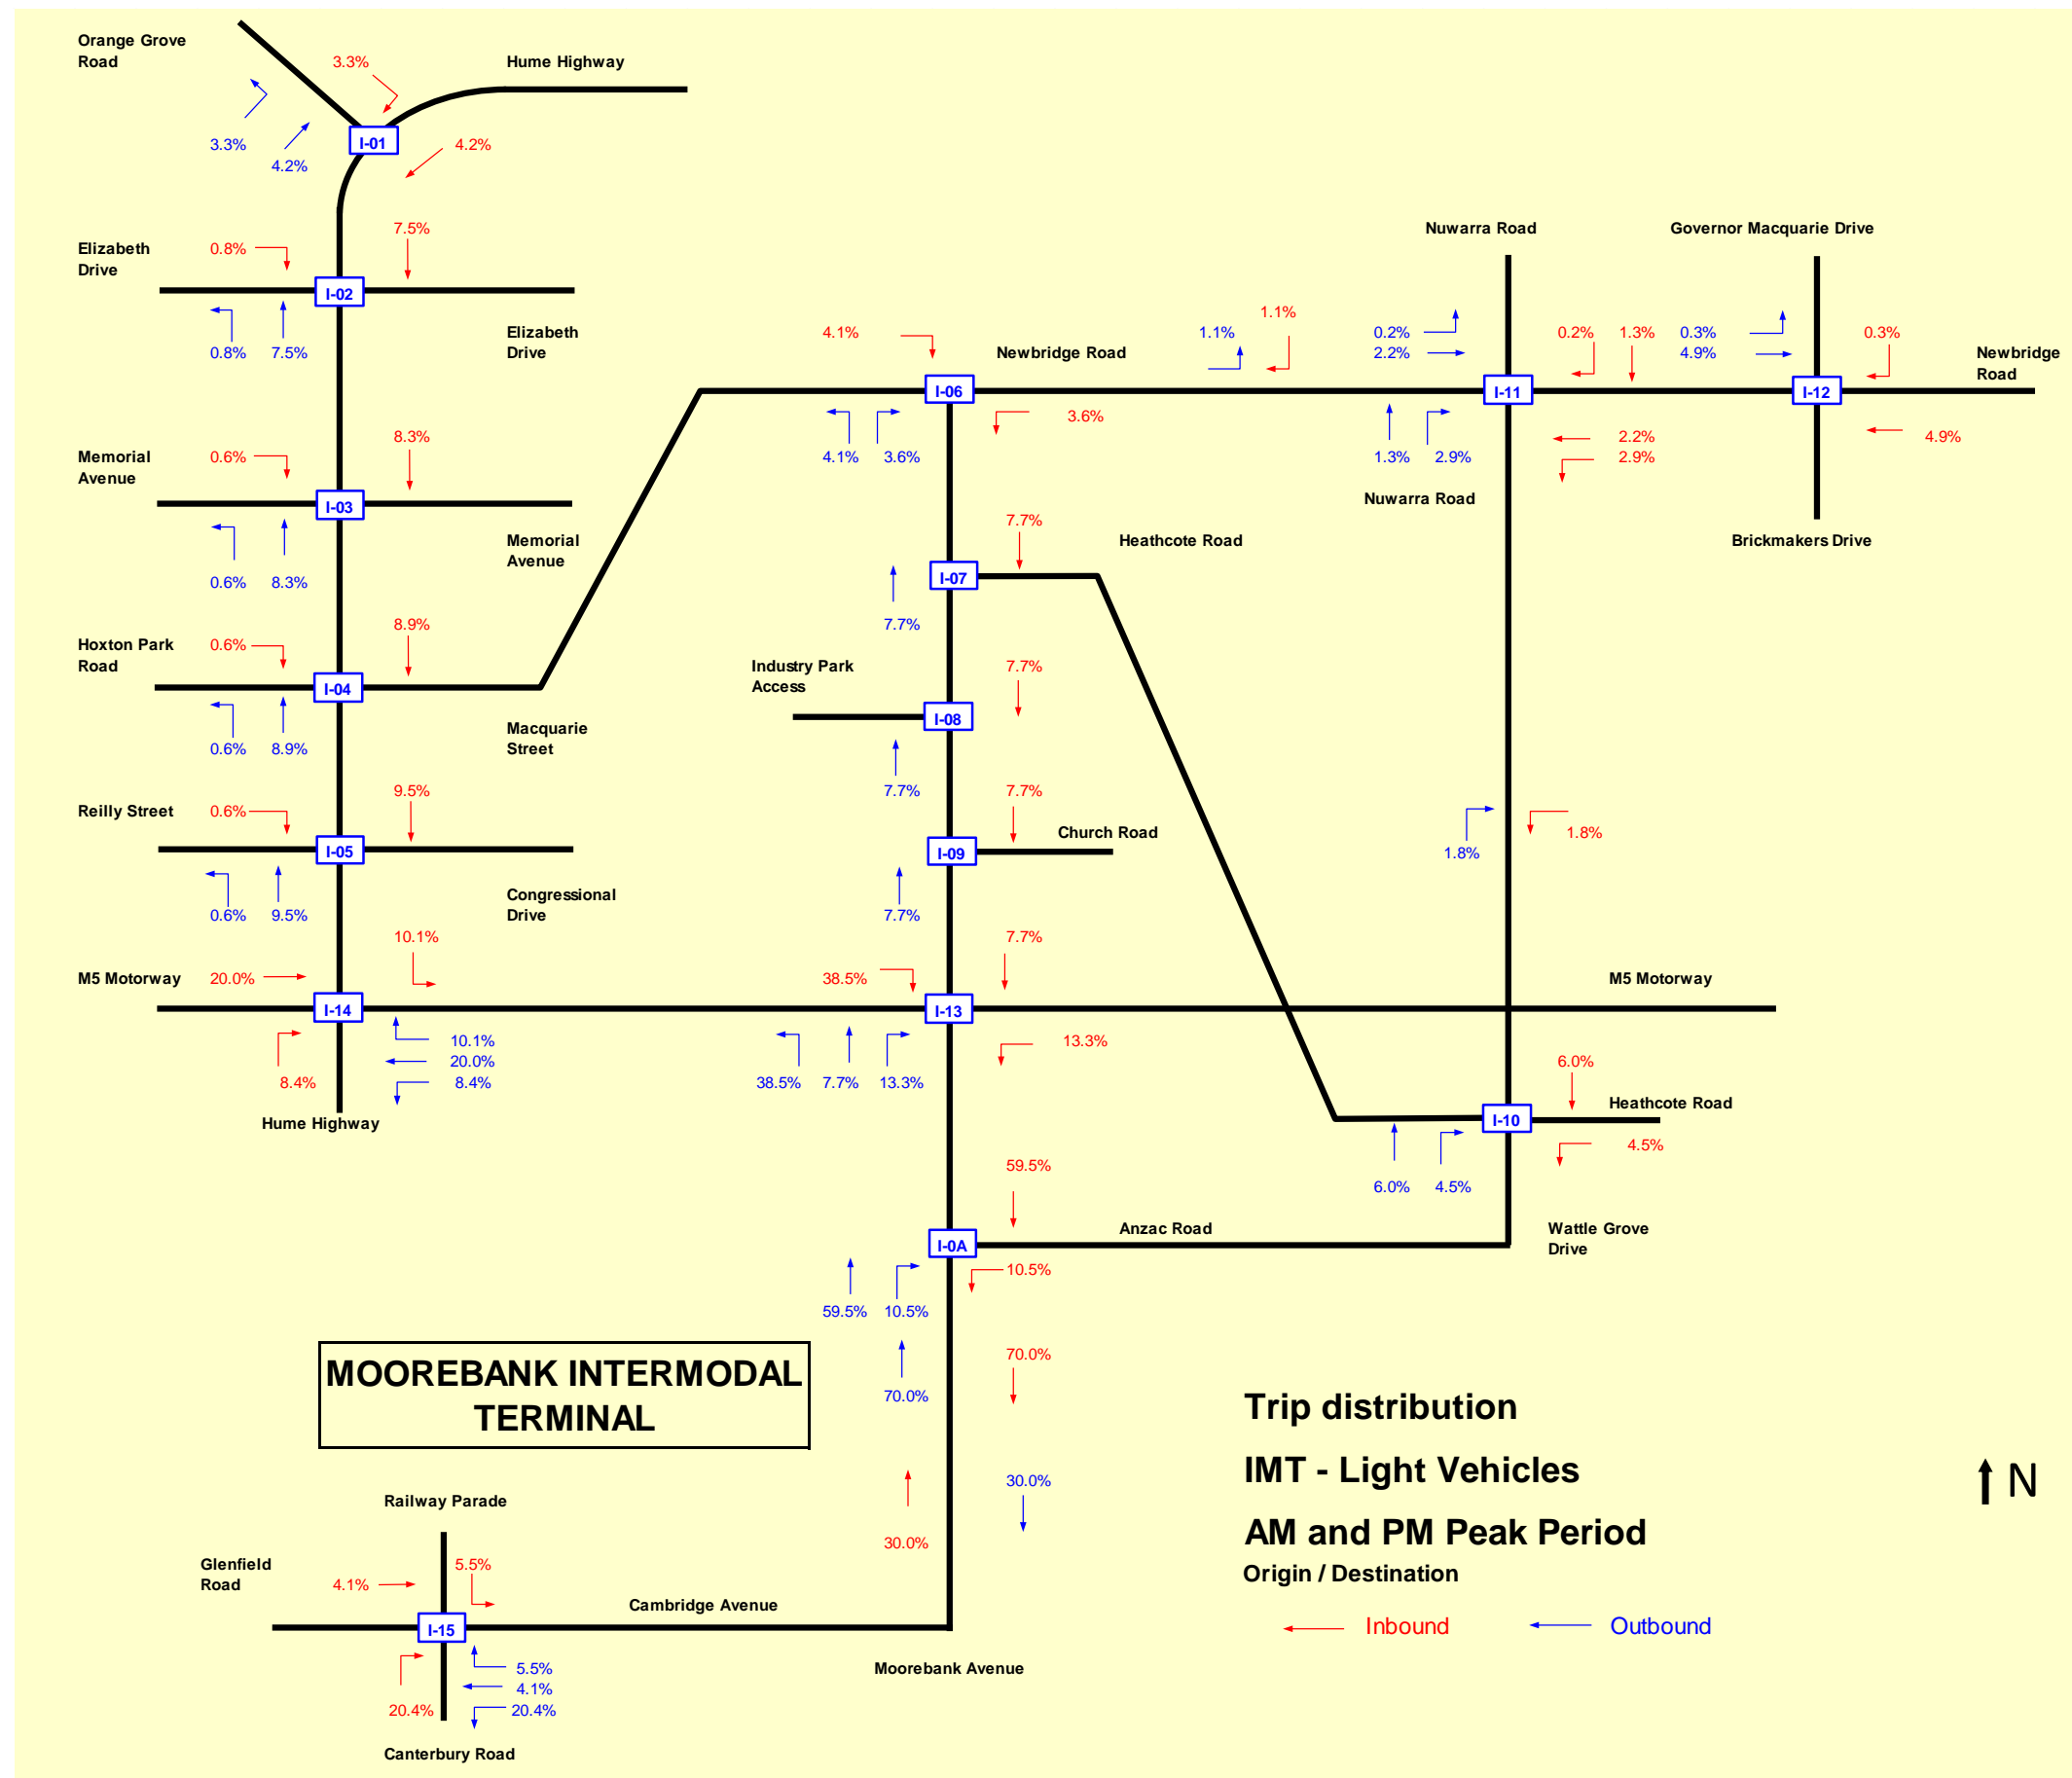 Orange Grove
Road
3.3%
Hume Highway
I-01
3.3%
4.2%
4.2%
Elizabeth
Drive
0.8%
7.5%
I-02
0.8%
7.5%
Elizabeth
Drive
Memorial
Avenue
0.6%
8.3%
I-03
0.6%
8.3%
Memorial
Avenue
Hoxton Park
Road
0.6%
8.9%
I-04
0.6%
8.9%
Macquarie
Street
Reilly Street
0.6%
9.5%
I-05
0.6%
9.5%
Congressional
Drive
M5 Motorway
20.0%
10.1%
I-14
8.4%
10.1%
20.0%
8.4%
Hume Highway
4.1%
Newbridge Road
I-06
4.1%
3.6%
3.6%
1.1%
1.1%
Nuwarra Road
0.2%
2.2%
I-11
0.2%
1.3%
1.3%
2.9%
2.2%
2.9%
Nuwarra Road
Governor Macquarie Drive
0.3%
4.9%
I-12
0.3%
Newbridge
Road
4.9%
Brickmakers Drive
7.7%
Heathcote Road
I-07
7.7%
Industry Park
Access
7.7%
I-08
7.7%
7.7%
Church Road
I-09
7.7%
1.8%
1.8%
7.7%
38.5%
M5 Motorway
I-13
38.5%
7.7%
13.3%
13.3%
6.0%
Heathcote Road
I-10
6.0%
4.5%
4.5%
59.5%
Anzac Road
Wattle Grove
Drive
I-0A
59.5%
10.5%
10.5%
70.0%
70.0%
MOOREBANK INTERMODAL
TERMINAL
30.0%
30.0%
Railway Parade
Glenfield
Road
4.1%
5.5%
Cambridge Avenue
I-15
20.4%
5.5%
4.1%
20.4%
Moorebank Avenue
Canterbury Road
Trip distribution
IMT - Light Vehicles
AM and PM Peak Period
Origin / Destination
Inbound
Outbound
N